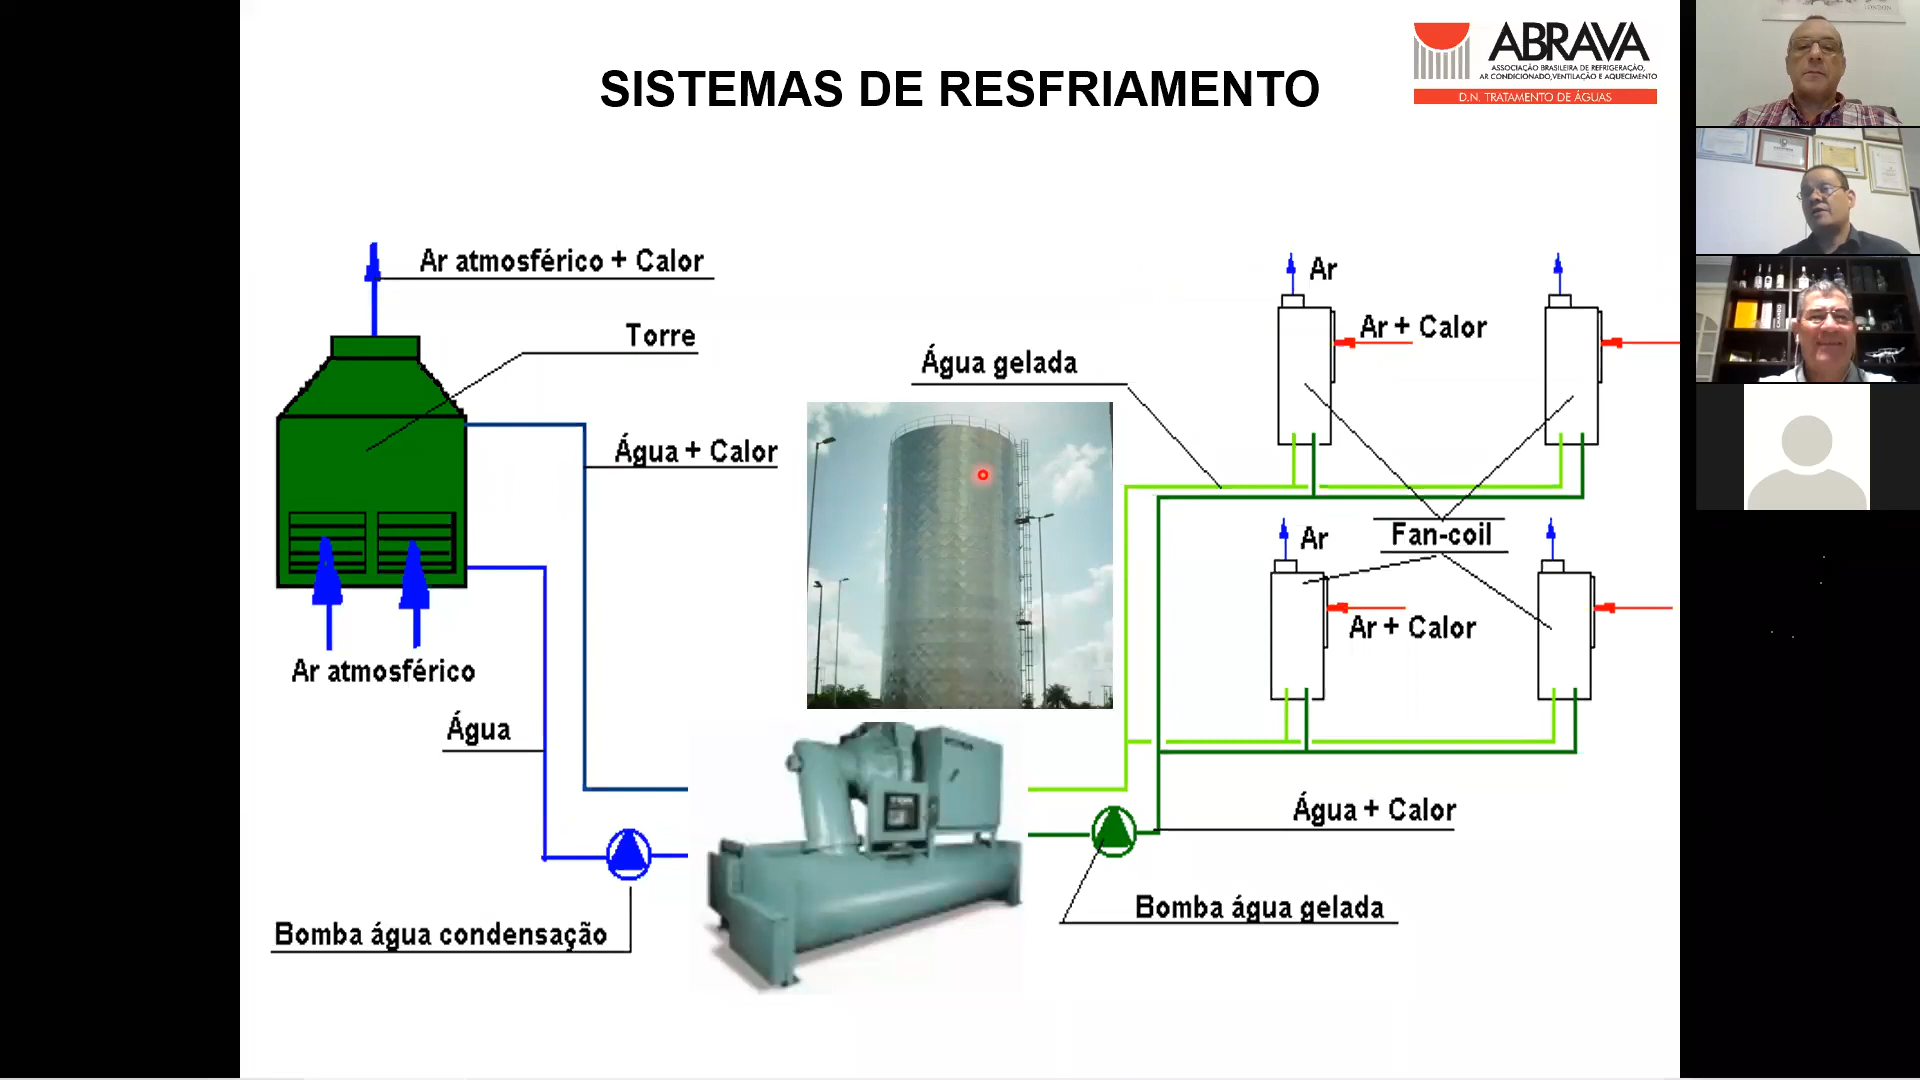 SISTEMAS DE RESFRIAMENTO
ABRAVA
ASSOCIAÇÃO BRASILEIRA DE REFRIGERAÇÃO,
AR CONDICIONADO, VENTILAÇÃO E AQUECIMENTO
D.N. TRATAMENTO DE ÁGUAS
Ar atmosférico + Calor
Torre
Água + Calor
Ar atmosférico
Água
Bomba água condensação
Água gelada
Ar
Ar + Calor
Fan-coil
Ar
Ar + Calor
Água + Calor
Bomba água gelada
LONDON